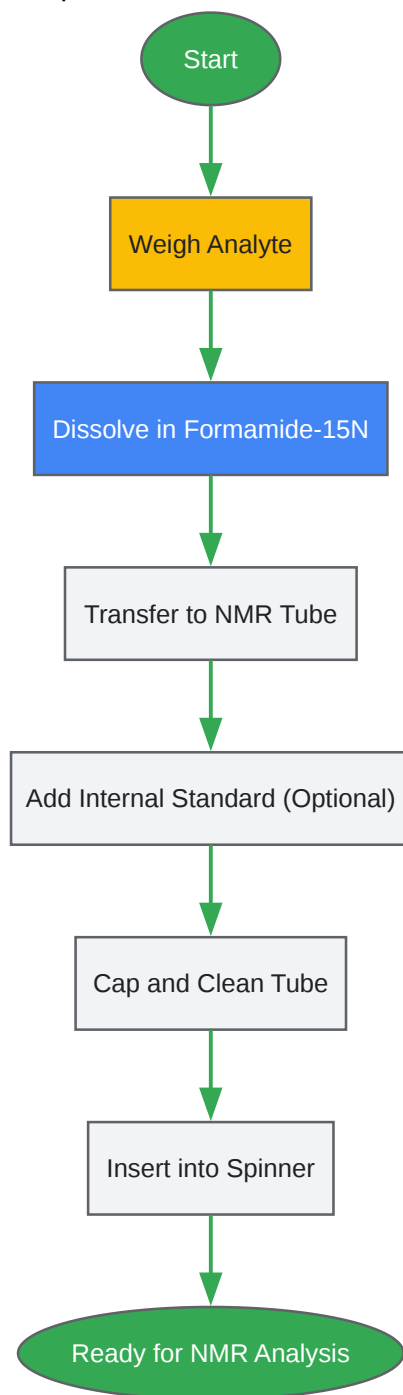 Start
Weigh Analyte
Dissolve in Formamide-15N
Transfer to NMR Tube
Add Internal Standard (Optional)
Cap and Clean Tube
Insert into Spinner
Ready for NMR Analysis